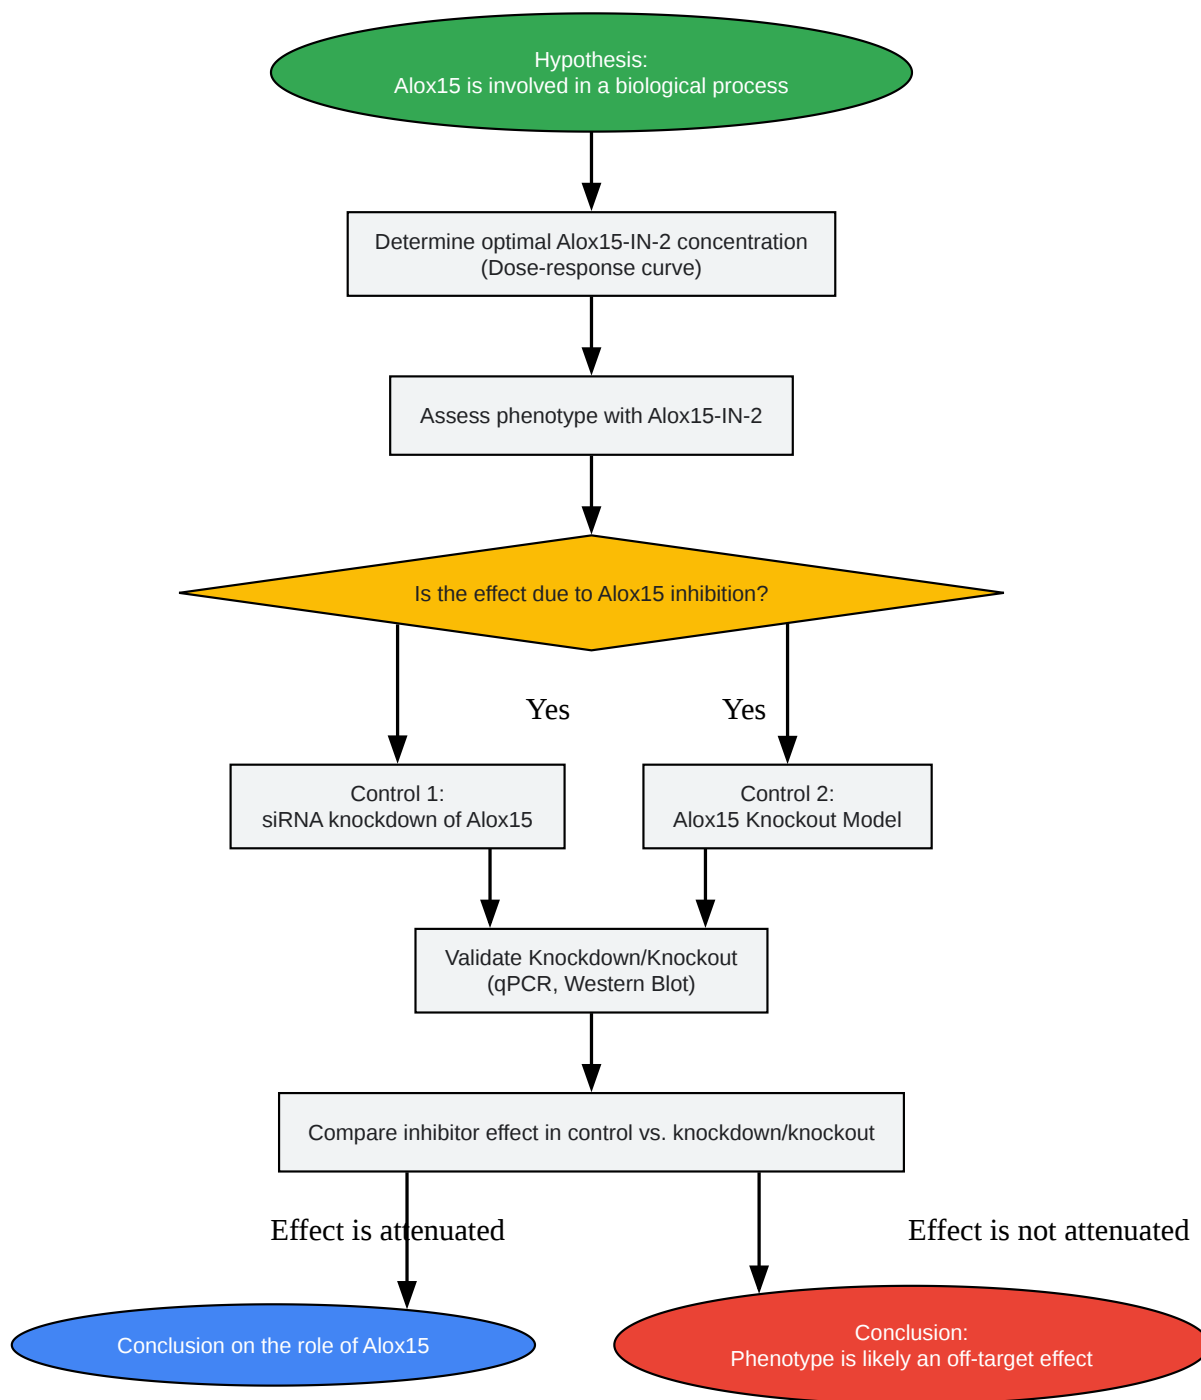 Hypothesis:
Alox15 is involved in a biological process
Determine optimal Alox15-IN-2 concentration
(Dose-response curve)
Assess phenotype with Alox15-IN-2
Is the effect due to Alox15 inhibition?
Yes
Yes
Control 1:
siRNA knockdown of Alox15
Control 2:
Alox15 Knockout Model
Validate Knockdown/Knockout
(qPCR, Western Blot)
Compare inhibitor effect in control vs. knockdown/knockout
Effect is attenuated
Effect is not attenuated
Conclusion on the role of Alox15
Conclusion:
Phenotype is likely an off-target effect